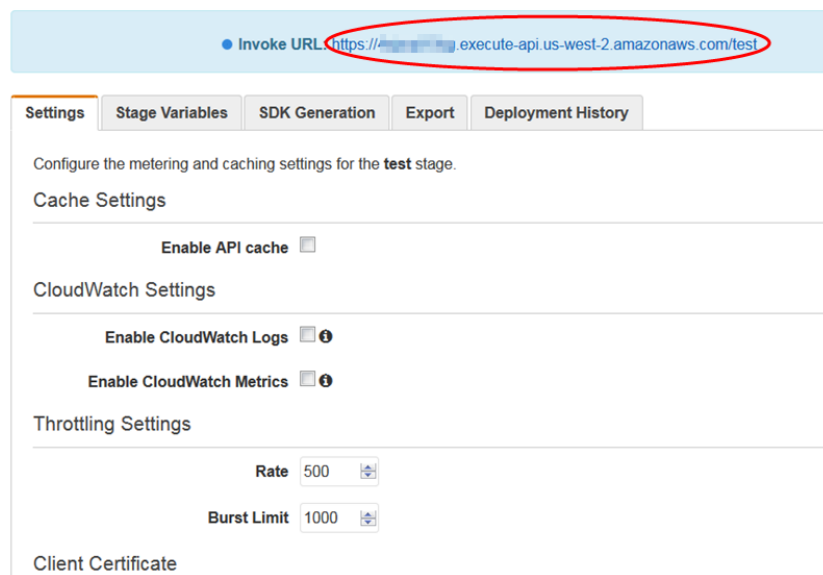 Invoke URL: https:// .execute-api.us-west-2.amazonaws.com/test
Settings Stage Variables SDK Generation Export Deployment History
Configure the metering and caching settings for the test stage.
Cache Settings
Enable API cache
CloudWatch Settings
Enable CloudWatch Logs
Enable CloudWatch Metrics
Throttling Settings
Rate 500
Burst Limit 1000
Client Certificate